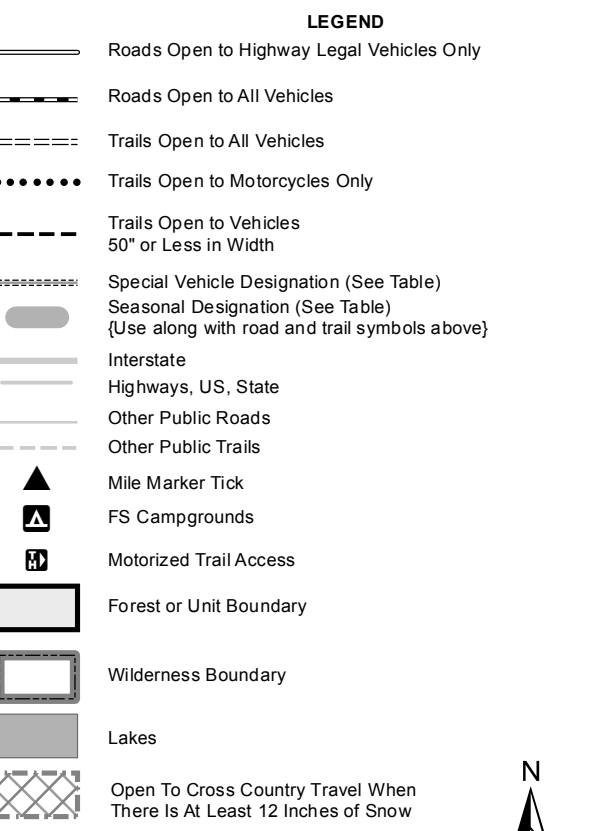 LEGEND
Roads Open to Highway Legal Vehicles Only
Roads Open to All Vehicles
Trails Open to All Vehicles
Trails Open to Motorcycles Only
Trails Open to Vehicles
50" or Less in Width
Special Vehicle Designation (See Table)
Seasonal Designation (See Table)
{Use along with road and trail symbols above}
Interstate
Highways, US, State
Other Public Roads
Other Public Trails
Mile Marker Tick
FS Campgrounds
TH
Motorized Trail Access
Forest or Unit Boundary
Wilderness Boundary
Lakes
Open To Cross Country Travel When
There Is At Least 12 Inches of Snow
N